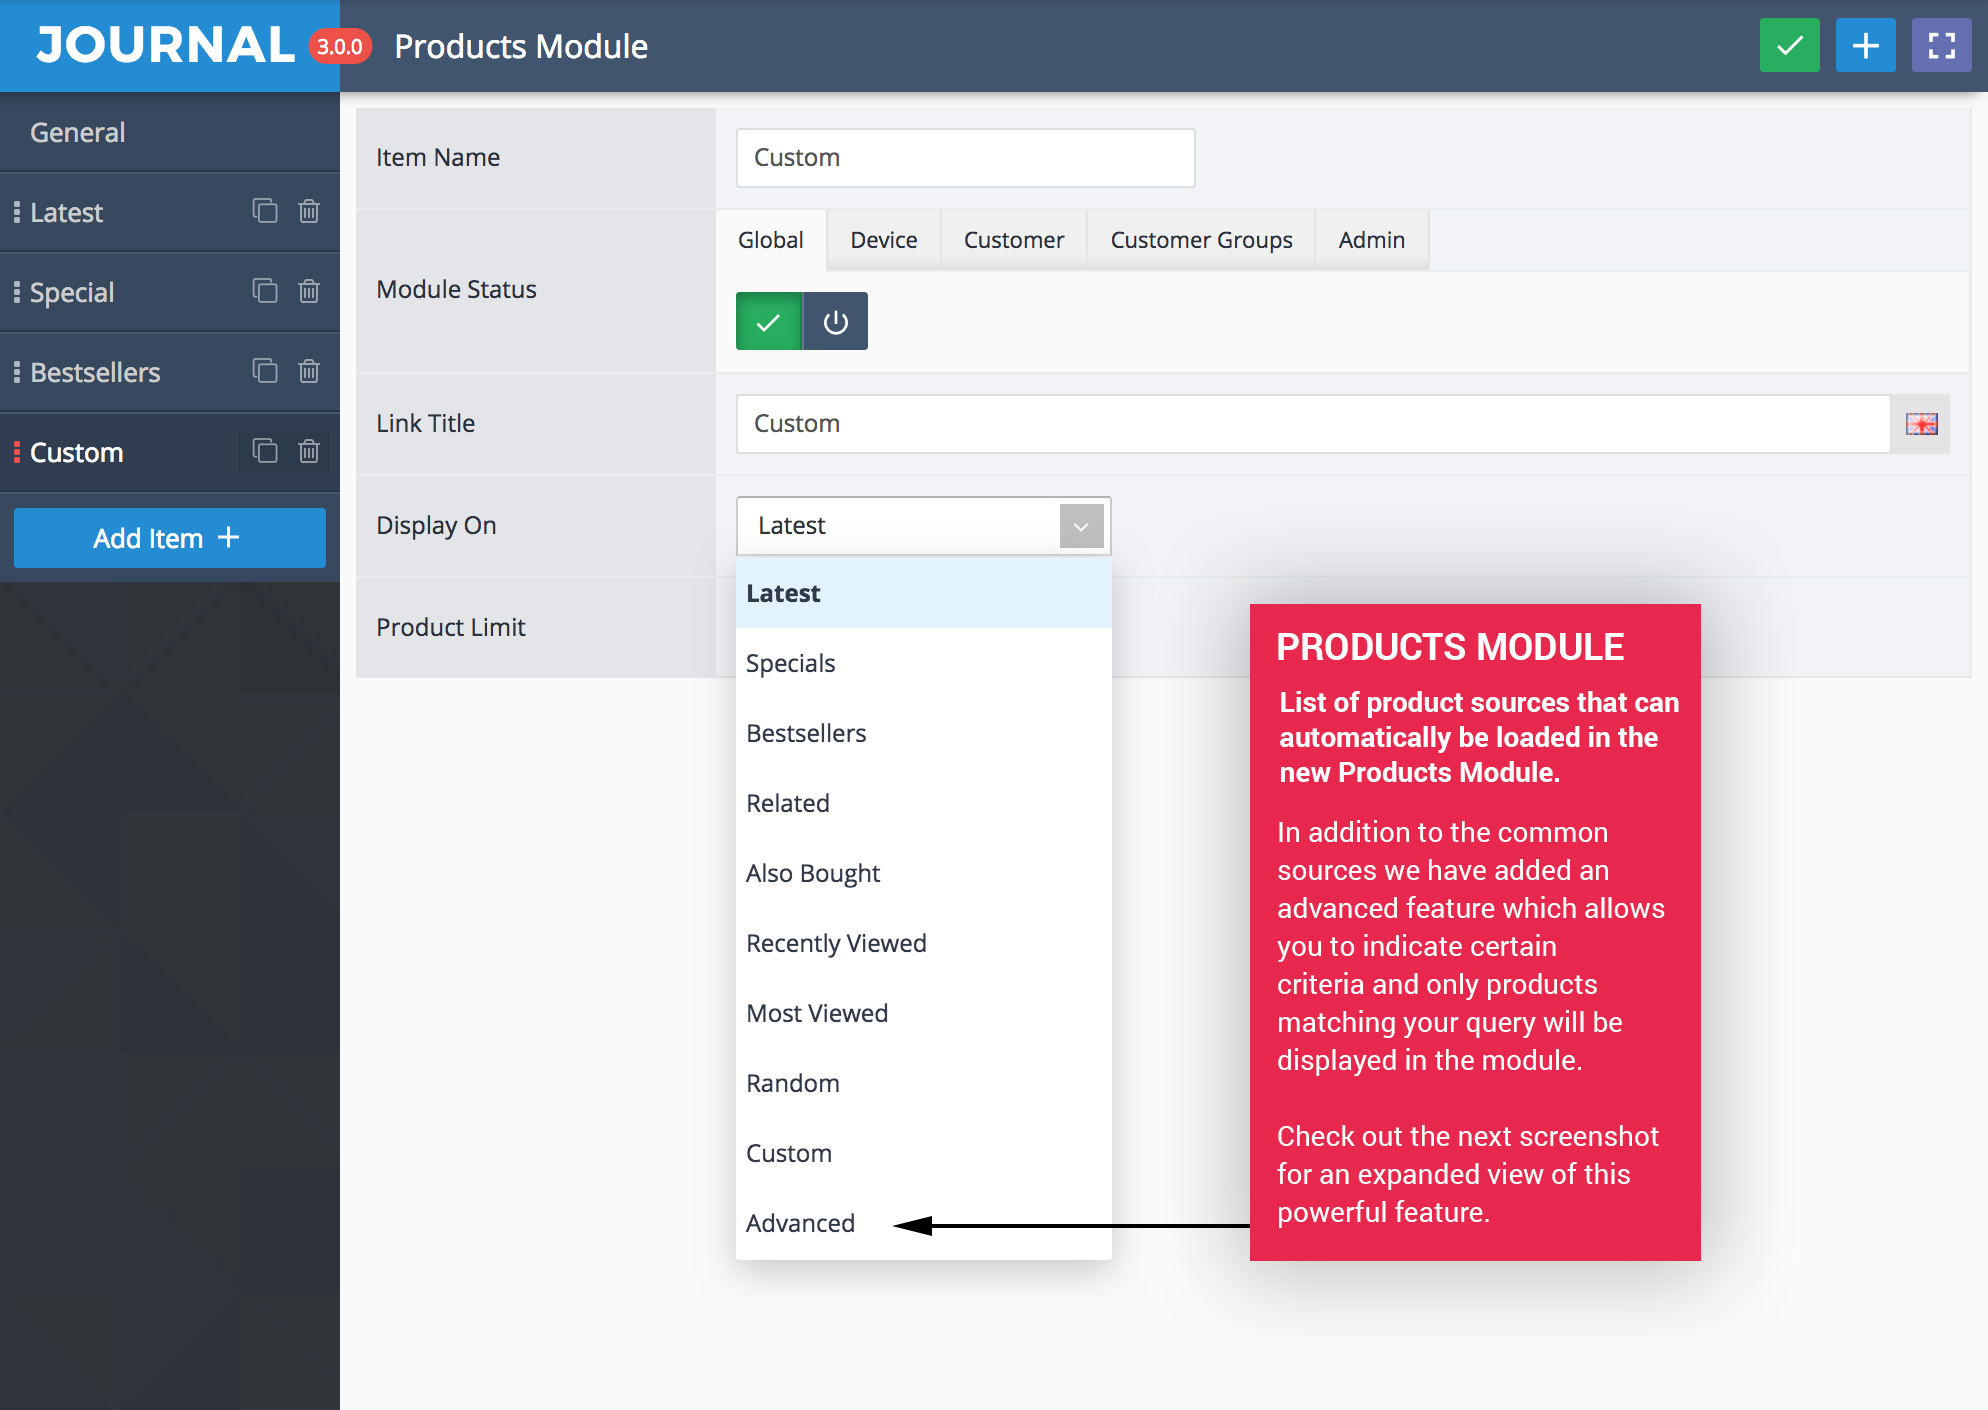 JOURNAL 3.0.0 Products Module
General
Latest
Special
Bestsellers
Custom
Add Item
Item Name
Custom
Module Status
Global Device Customer Customer Groups Admin
Link Title
Custom
Display On
Latest
Product Limit
Latest
Specials
Bestsellers
Related
Also Bought
Recently Viewed
Most Viewed
Random
Custom
Advanced
PRODUCTS MODULE
List of product sources that can
automatically be loaded in the
new Products Module.
In addition to the common
sources we have added an
advanced feature which allows
you to indicate certain
criteria and only products
matching your query will be
displayed in the module.
Check out the next screenshot
for an expanded view of this
powerful feature.